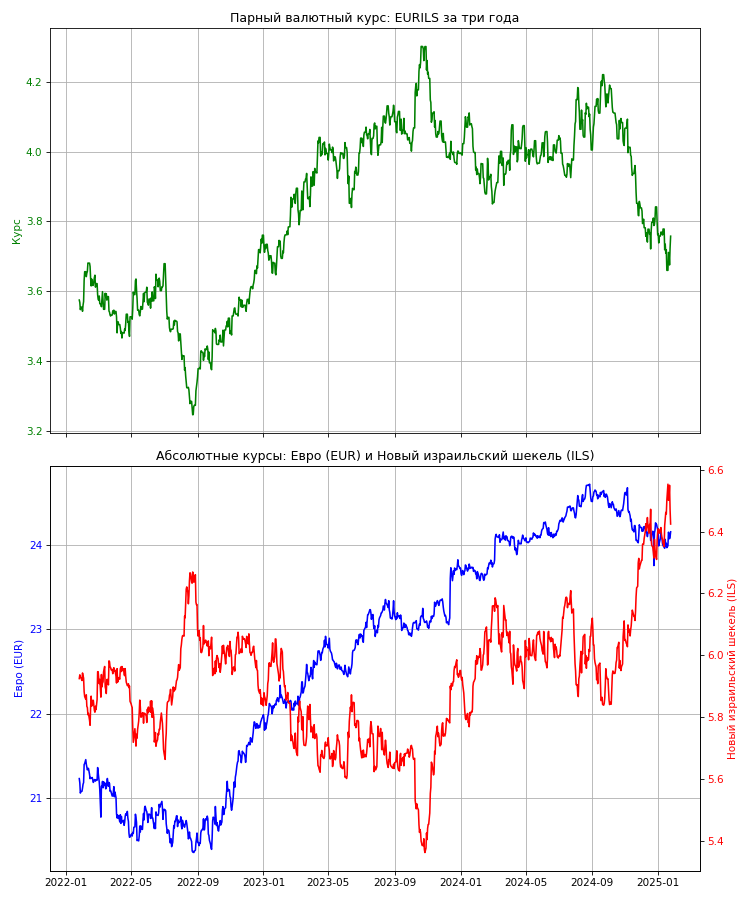 Парный валютный курс: EURILS за три года
Курс
4.2
4.0
3.8
3.6
3.4
3.2
Абсолютные курсы: Евро (EUR) и Новый израильский шекель (ILS)
Евро (EUR)
24
23
22
21
6.6
6.4
6.2
6.0
5.8
5.6
5.4
Новый израильский шекель (ILS)
2022-01 2022-05 2022-09 2023-01 2023-05 2023-09 2024-01 2024-05 2024-09 2025-01